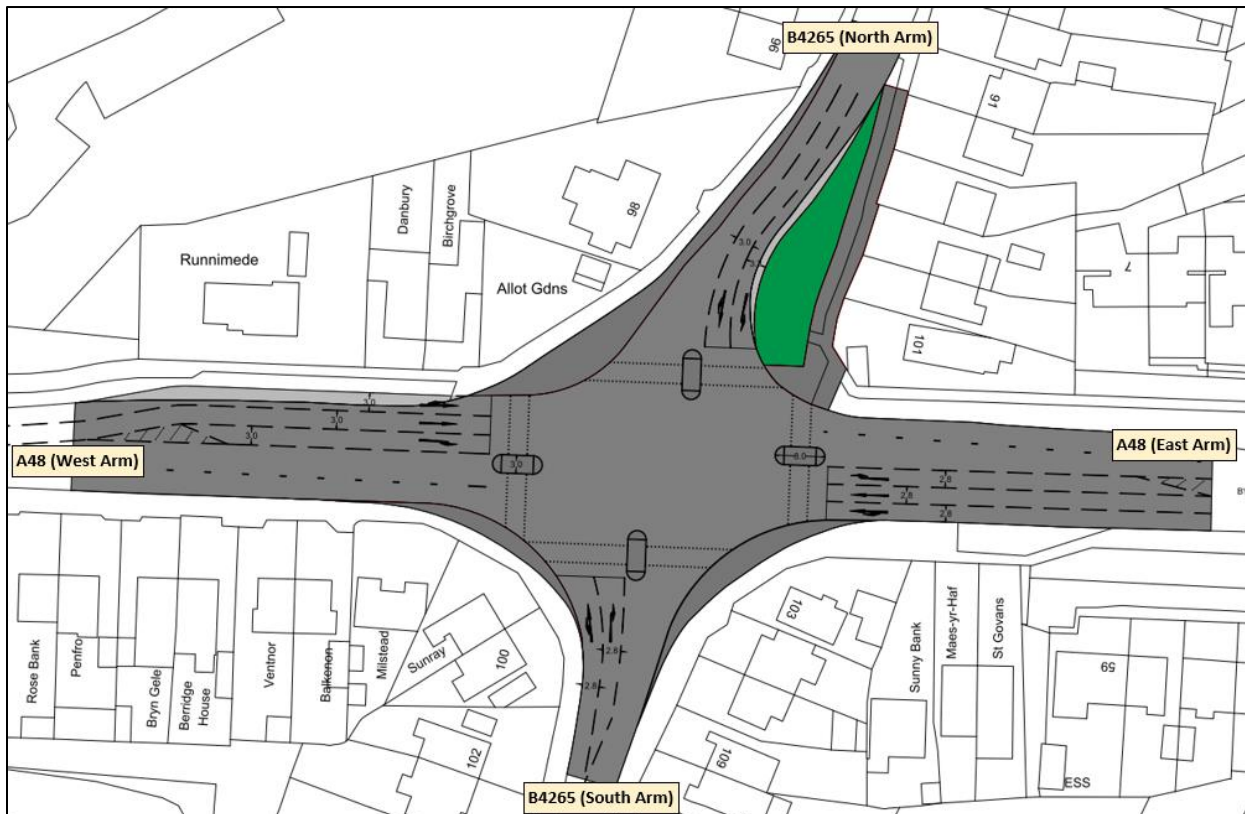 B4265 (North Arm)
96
91
Danbury
Birchgrove
98
Runnimede
Allot Gdns
7
101
3.0
3.0
3.0
3.0
A48 (West Arm)
A48 (East Arm)
3.0
2.8
2.8
2.8
Rose Bank
Penfro
Bryn Gele
Berridge
House
Ventnor
Balkenon
Milstead
Sunray
100
102
2.8
2.8
103
109
Sunny Bank
Maes-yr-Haf
St Govans
59
ESS
B4265 (South Arm)